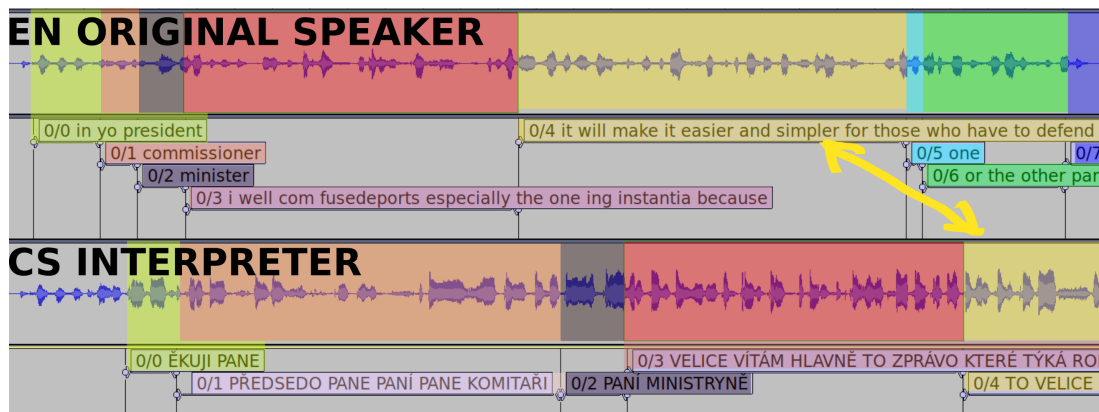 EN ORIGINAL SPEAKER
0/0 in yo president
0/4 it will make it easier and simpler for those who have to defend
0/1 commissioner
0/5 one
0/7
0/2 minister
0/6 or the other par
0/3 i well com fusedeports especially the one ing instantia because
CS INTERPRETER
0/0 ĚKUJI PANE
0/3 VELICE VÍTÁM HLAVNĚ TO ZPRÁVO KTERÉ TÝKÁ RO
0/1 PŘEDSEDO PANE PANÍ PANE KOMITAŘI
0/2 PANÍ MINISTRYNĚ
0/4 TO VELICE